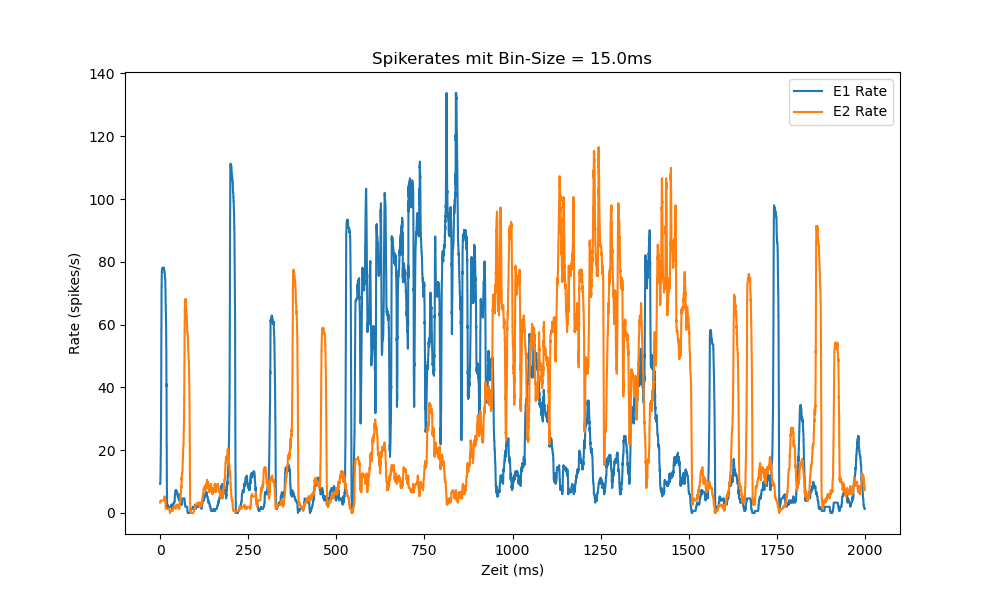 Spikerates mit Bin-Size = 15.0ms
E1 Rate
E2 Rate
Rate (spikes/s)
140
120
100
80
60
40
20
0
0 250 500 750 1000 1250 1500 1750 2000
Zeit (ms)